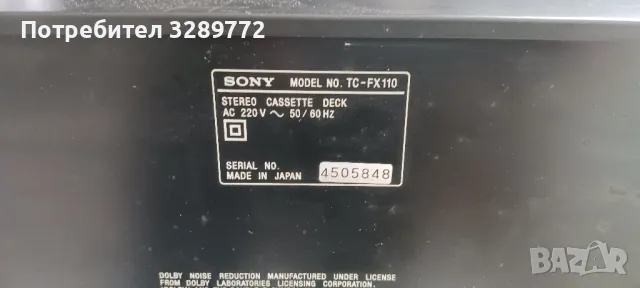 Потребител 3289772
SONY MODEL NO. TC-FX110
STEREO CASSETTE DECK
AC 220V ~ 50/60HZ
SERIAL NO. 4505848
MADE IN JAPAN
DOLBY NOISE REDUCTION MANUFACTURED UNDER LICENSE
FROM DOLBY LABORATORIES LICENSING CORPORATION.
bazar